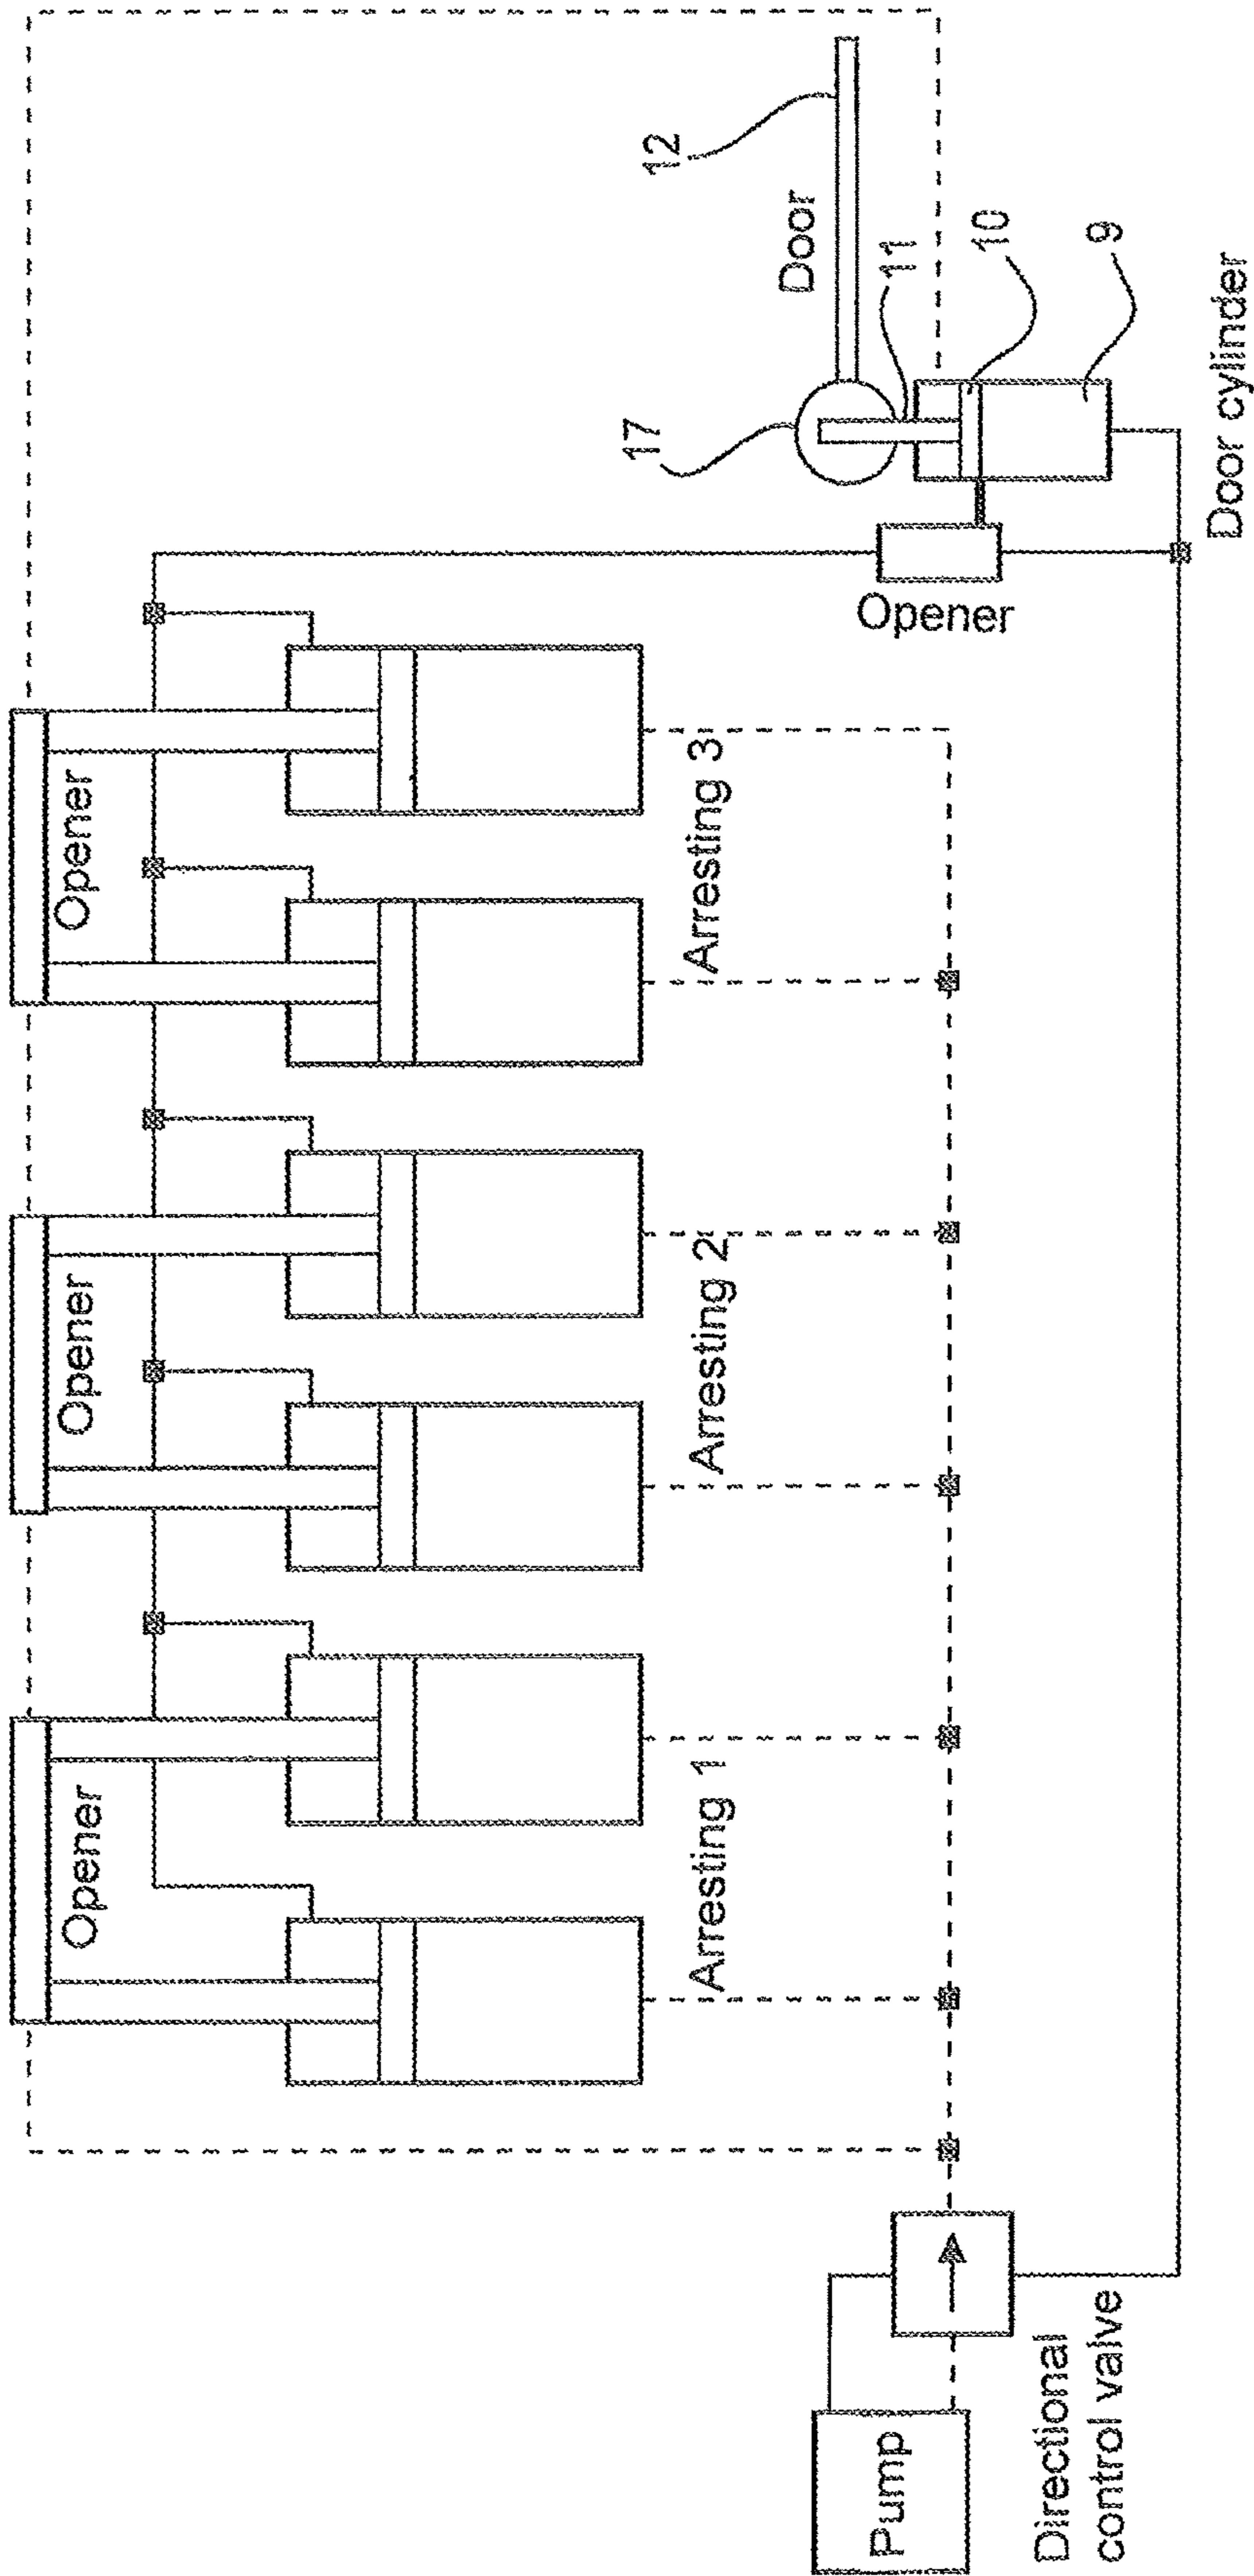 Opener
Opener
Opener
Arresting 1
Arresting 2
Arresting 3
Opener
17
Door
12
11
10
9
Door cylinder
Pump
Directional
control valve